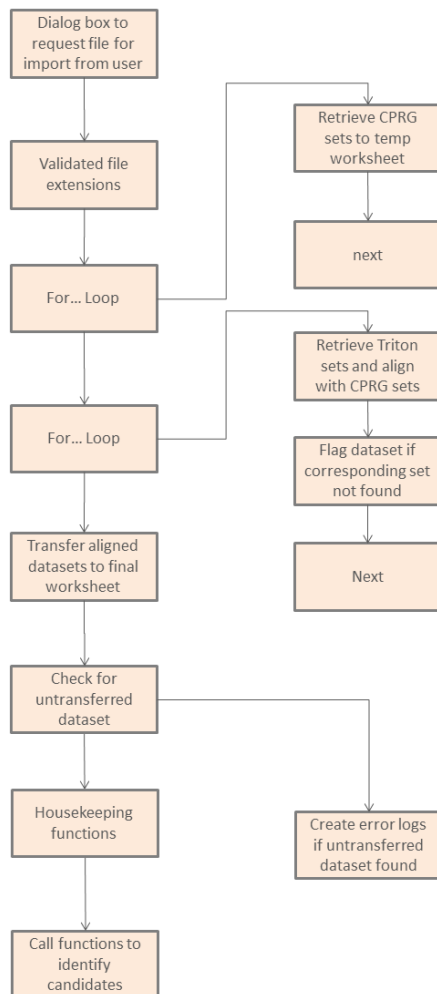 Dialog box to
request file for
import from user
Retrieve CPRG
sets to temp
worksheet
Validated file
extensions
next
For... Loop
Retrieve Triton
sets and align
with CPRG sets
For... Loop
Flag dataset if
corresponding set
not found
Transfer aligned
datasets to final
worksheet
Next
Check for
untransferred
dataset
Housekeeping
functions
Create error logs
if untransferred
dataset found
Call functions to
identify
candidates